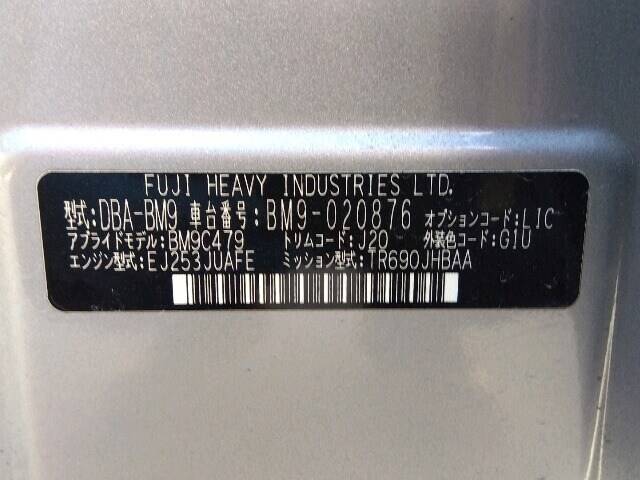 FUJI HEAVY INDUSTRIES LTD.
型式:DBA-BM9 車台番号:BM9-020876 オプションコード:LIC
アプライドモデル:BM9C479 トリムコード:J20 外装色コード:G1U
エンジン型式:EJ253JUAFE ミッション型式:TR690JHBAA